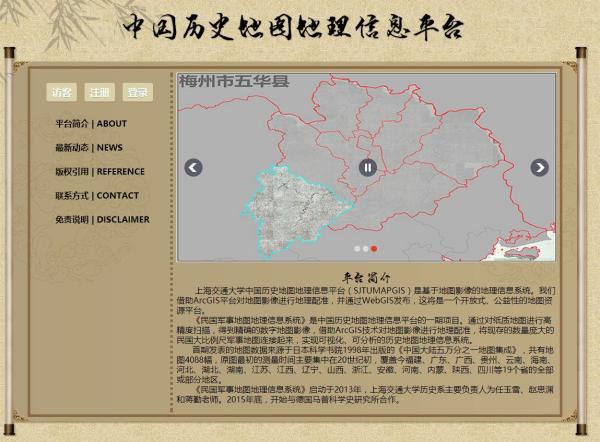 中国历史地图地理信息平台
访客 注册 登录
平台简介 | ABOUT
最新动态 | NEWS
版权引用 | REFERENCE
联系方式 | CONTACT
免责说明 | DISCLAIMER
梅州市五华县
平台简介
上海交通大学中国历史地图地理信息平台(SJTUMAPGIS)是基于地图影像的地理信息系统。我们
借助ArcGIS平台对地图影像进行地理配准,并通过WebGIS发布,这将是一个开放式、公益性的地图资
源平台。
《民国军事地图地理信息系统》是中国历史地图地理信息平台的一期项目。通过对纸质地图进行高
精度扫描,得到精确的数字地图影像,借助ArcGIS技术对地图影像进行地理配准,将现存的数量庞大的
民国大比例尺军事地图连接起来,实现可视化、可分析的历史地图地理信息系统。
首期发表的地图数据来源于日本科学书院1998年出版的《中国大陆五万分之一地图集成》,共有地
图4088幅,原图最初的测量时间主要集中在20世纪初,覆盖今福建、广东、广西、贵州、云南、海南、
河北、湖北、湖南、江苏、江西、辽宁、山西、浙江、安徽、河南、内蒙、陕西、四川等19个省的全部
或部分地区。
《民国军事地图地理信息系统》启动于2013年,上海交通大学历史系主要负责人为任玉雪、赵思渊
和蒋勤老师。2015年底,开始与德国马普科学史研究所合作。